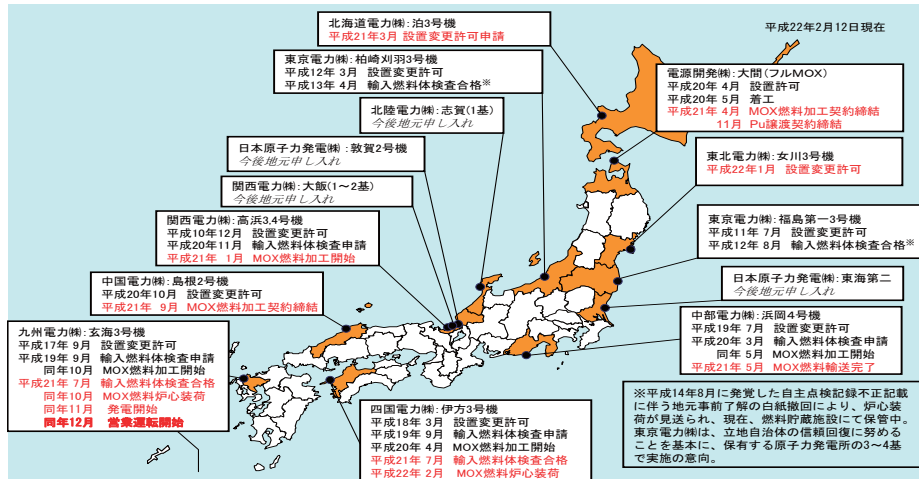 平成22年2月12日現在
北海道電力㈱：泊3号機
平成21年3月 設置変更許可申請
東京電力㈱：柏崎刈羽3号機
平成12年 3月 設置変更許可
平成13年 4月 輸入燃料体検査合格※
北陸電力㈱：志賀(1基)
今後地元申し入れ
日本原子力発電㈱：敦賀2号機
今後地元申し入れ
関西電力㈱：大飯(1～2基)
今後地元申し入れ
関西電力㈱：高浜3,4号機
平成10年12月 設置変更許可
平成20年11月 輸入燃料体検査申請
平成21年 1月 MOX燃料加工開始
中国電力㈱：島根2号機
平成20年10月 設置変更許可
平成21年 9月 MOX燃料加工契約締結
九州電力㈱：玄海3号機
平成17年 9月 設置変更許可
平成19年 9月 輸入燃料体検査申請
同年10月 MOX燃料加工開始
平成21年 7月 輸入燃料体検査合格
同年10月 MOX燃料炉心装荷
同年11月 発電開始
同年12月 営業運転開始
四国電力㈱：伊方3号機
平成18年 3月 設置変更許可
平成19年 9月 輸入燃料体検査申請
平成20年 4月 MOX燃料加工開始
平成21年 7月 輸入燃料体検査合格
平成22年 2月 MOX燃料炉心装荷
電源開発㈱：大間(フルMOX)
平成20年 4月 設置許可
平成20年 5月 着工
平成21年 4月 MOX燃料加工契約締結
11月 Pu譲渡契約締結
東北電力㈱：女川3号機
平成22年1月 設置変更許可
東京電力㈱：福島第一3号機
平成11年 7月 設置変更許可
平成12年 8月 輸入燃料体検査合格※
日本原子力発電㈱：東海第二
今後地元申し入れ
中部電力㈱：浜岡4号機
平成19年 7月 設置変更許可
平成20年 3月 輸入燃料体検査申請
同年 5月 MOX燃料加工開始
平成21年 5月 MOX燃料輸送完了
※平成14年8月に発覚した自主点検記録不正記載
に伴う地元事前了解の白紙撤回により、炉心装
荷が見送られ、現在、燃料貯蔵施設にて保管中。
東京電力㈱は、立地自治体の信頼回復に努める
ことを基本に、保有する原子力発電所の3～4基
で実施の意向。